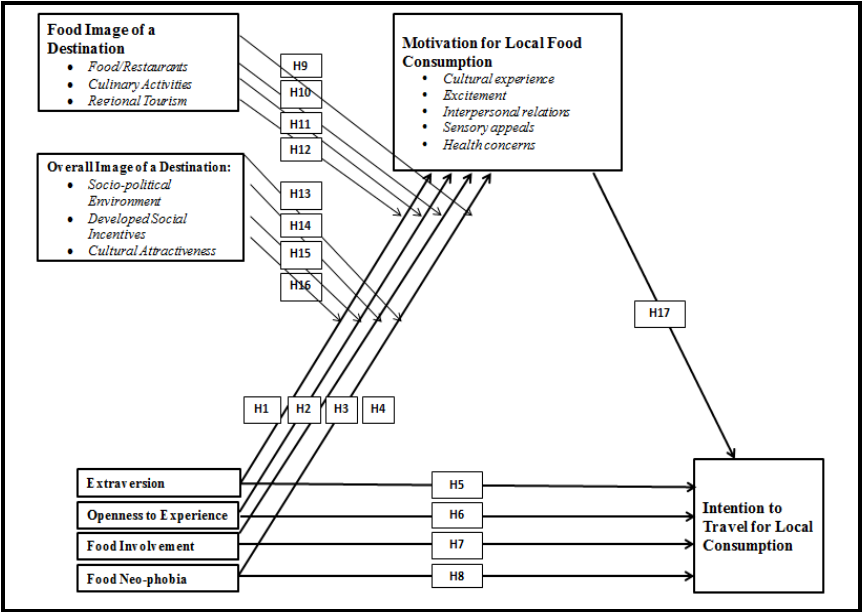 Food Image of a
Destination
• Food/Restaurants
• Culinary Activities
• Regional Tourism
Motivation for Local Food
Consumption
• Cultural experience
• Excitement
• Interpersonal relations
• Sensory appeals
• Health concerns
H9
H10
H11
H12
Overall Image of a Destination:
• Socio-political
Environment
• Developed Social
Incentives
• Cultural Attractiveness
H13
H14
H15
H16
H17
H1
H2
H3
H4
Extraversion
Openness to Experience
Food Involvement
Food Neo-phobia
H5
H6
H7
H8
Intention to
Travel for Local
Consumption